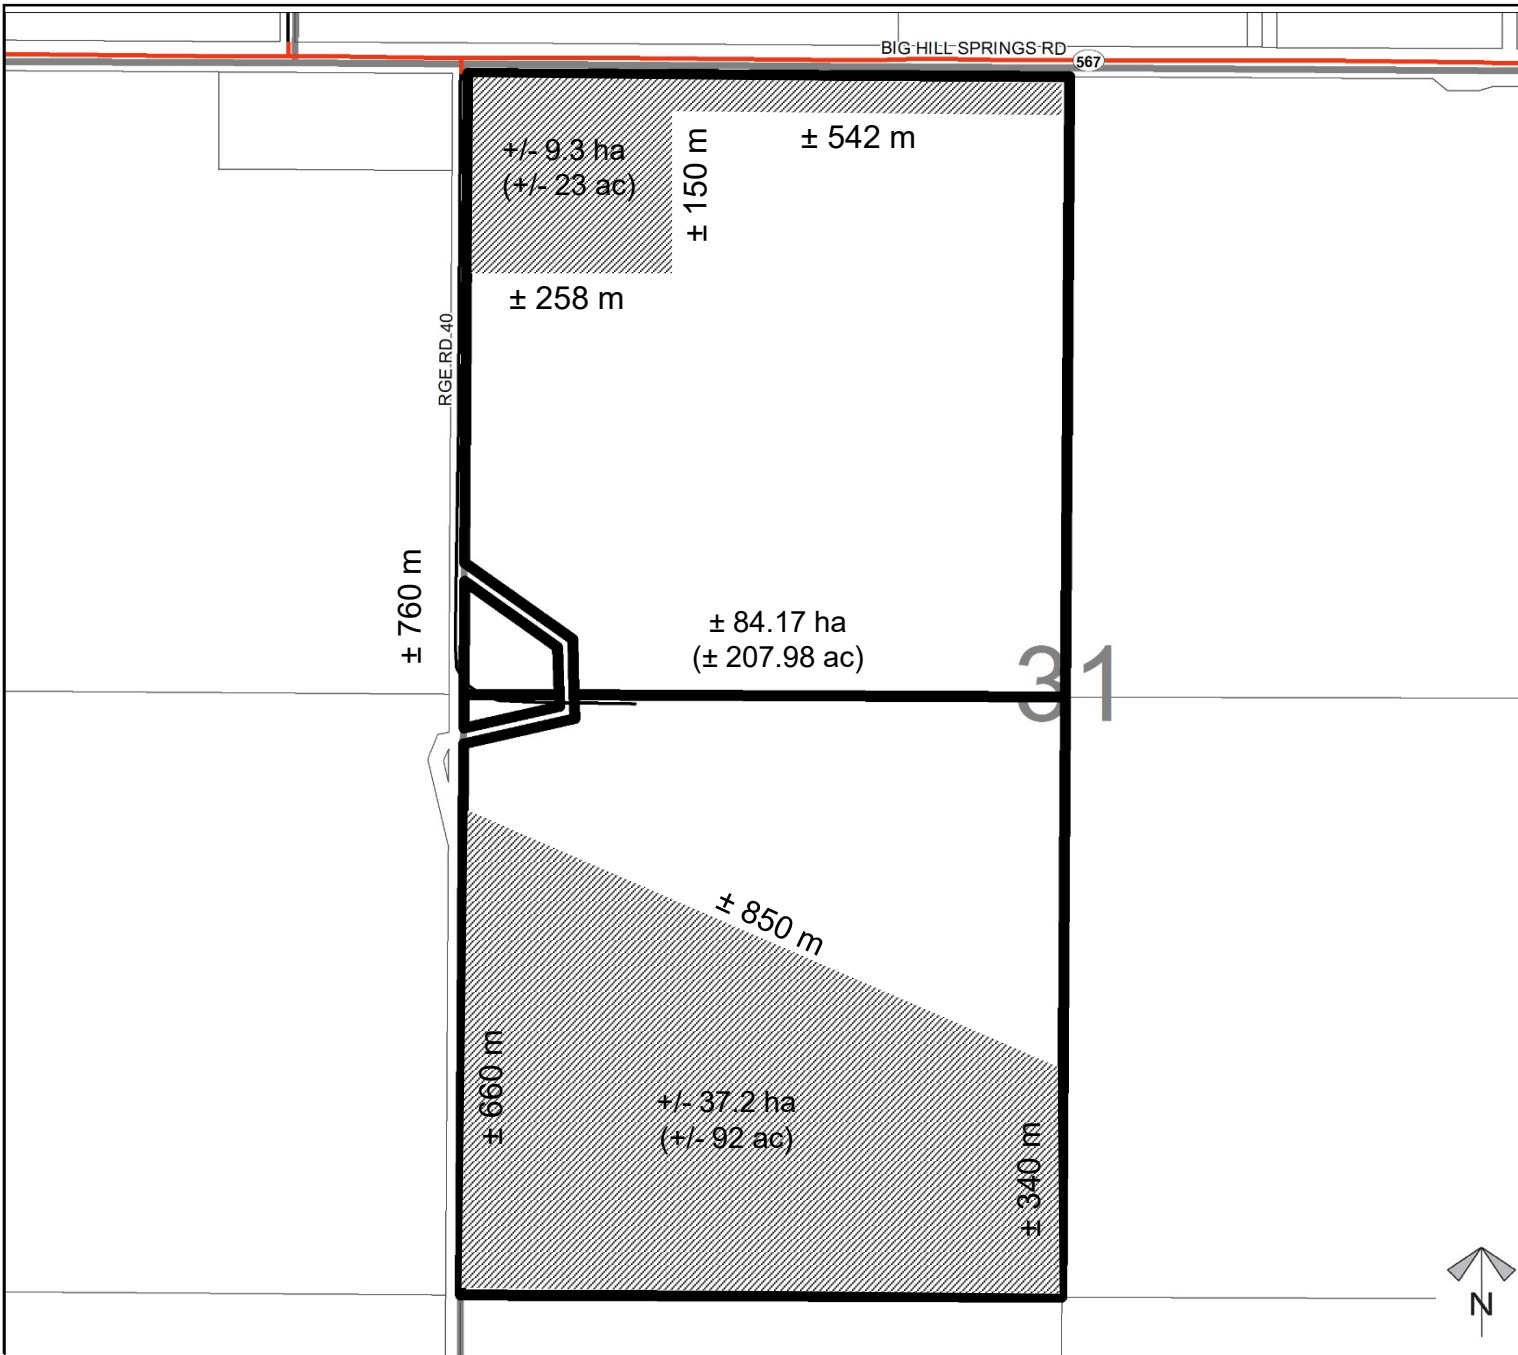 BIG HILL SPRINGS RD
567
± 542 m
+/- 9.3 ha
(+/- 23 ac)
± 150 m
± 258 m
RGE.RD.40
± 760 m
± 84.17 ha
(± 207.98 ac)
31
± 850 m
± 660 m
+/- 37.2 ha
(+/- 92 ac)
± 340 m
N